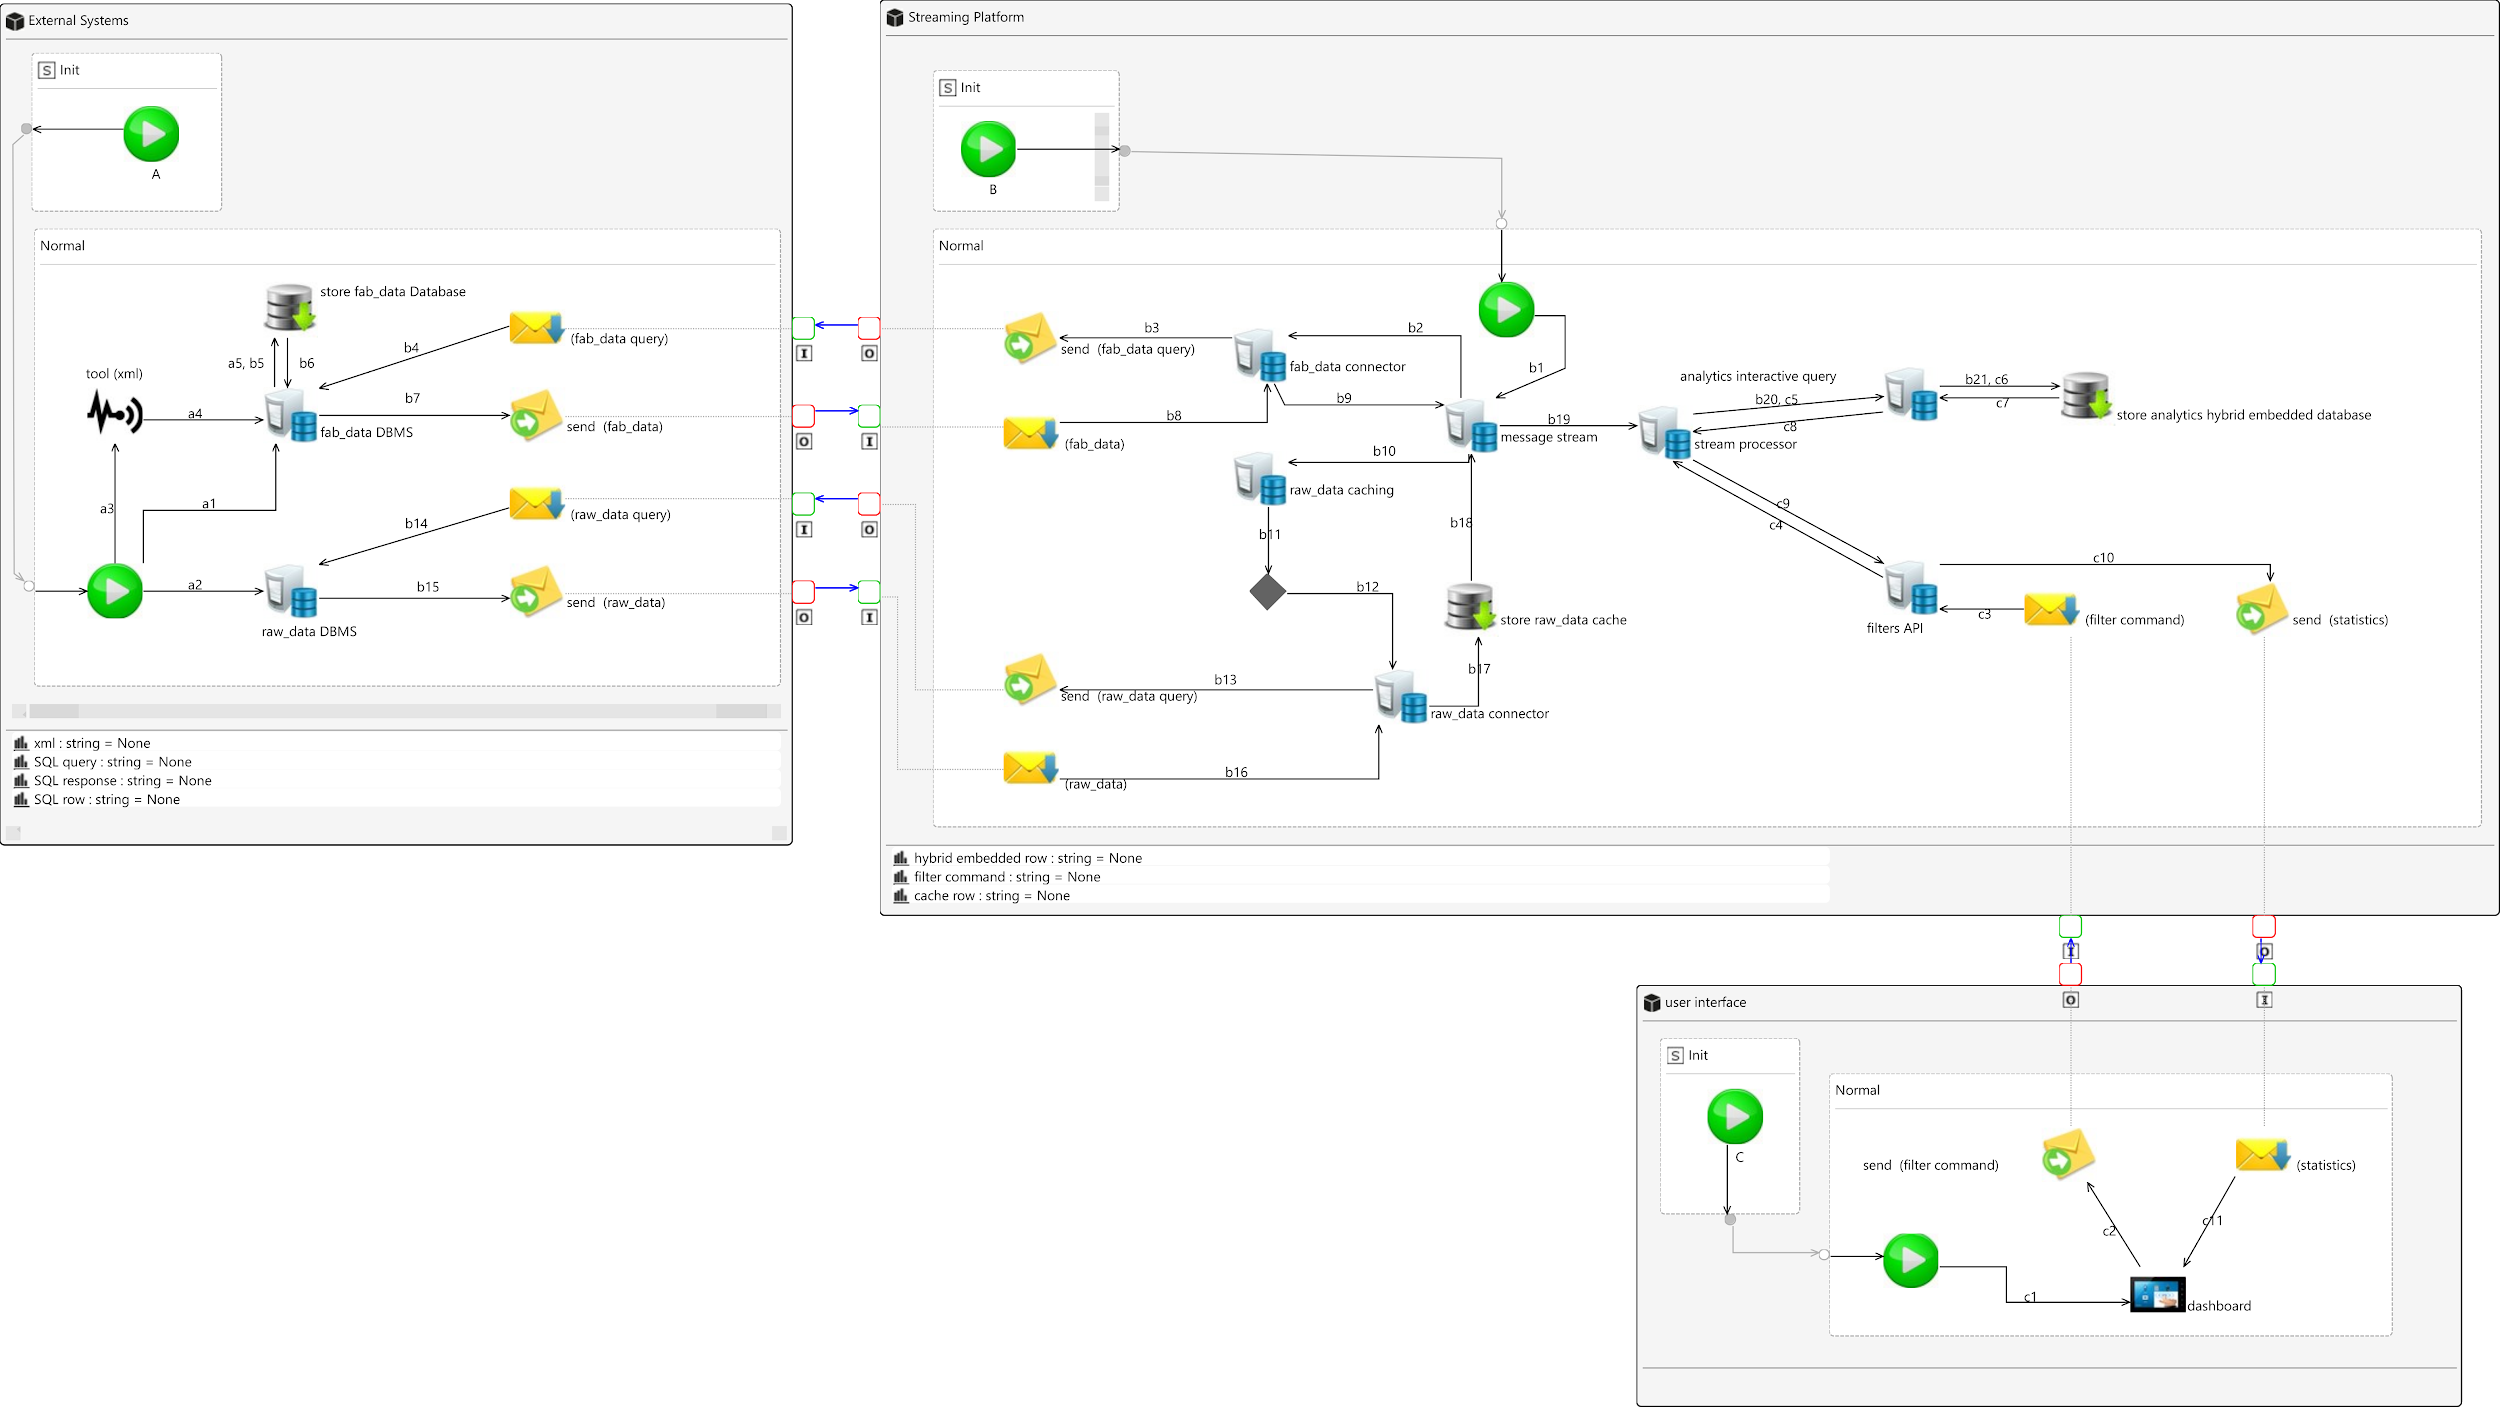 External Systems
S Init
A
Normal
store fab_data Database
(fab_data query)
b4
a5, b5
b6
tool (xml)
b7
a4
fab_data DBMS
send (fab_data)
a3
a1
(raw_data query)
b14
a2
b15
send (raw_data)
raw_data DBMS
xml : string = None
SQL query : string = None
SQL response : string = None
SQL row : string = None
I
O
O
I
I
O
O
I
Streaming Platform
S Init
B
Normal
b3
send (fab_data query)
b2
fab_data connector
b1
b9
b8
(fab_data)
message stream
b19
b10
raw_data caching
b11
b18
b12
store raw_data cache
b17
b13
send (raw_data query)
raw_data connector
b16
(raw_data)
analytics interactive query
b20, c5
c8
stream processor
b21, c6
c7
store analytics hybrid embedded database
c9
c4
c10
c3
(filter command)
send (statistics)
filters API
hybrid embedded row : string = None
filter command : string = None
cache row : string = None
I
O
O
I
user interface
S Init
C
Normal
send (filter command)
(statistics)
c2
c11
c1
dashboard